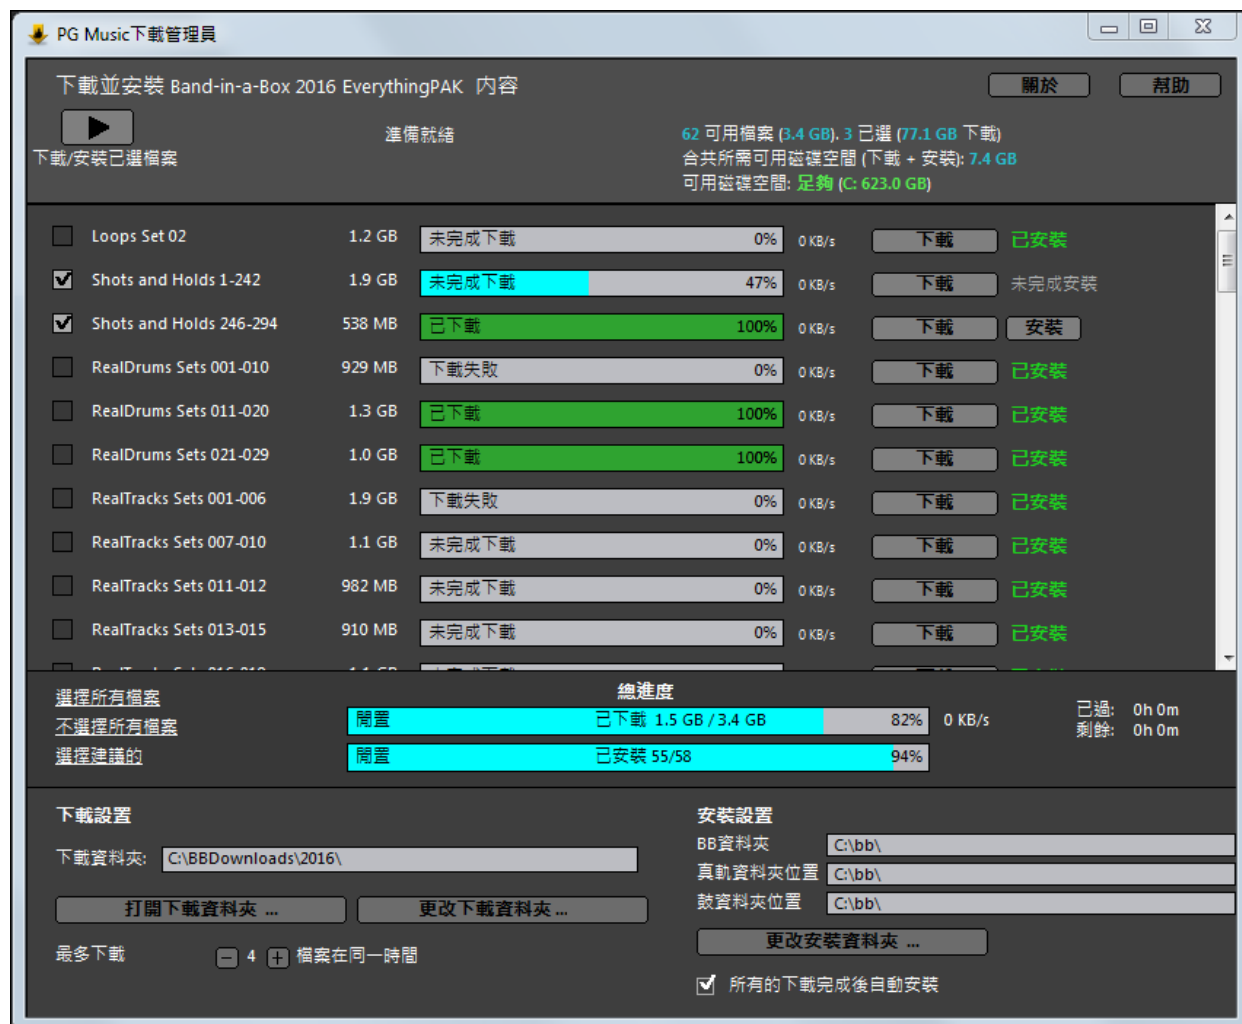 PG Music下載管理員
下載並安裝 Band-in-a-Box 2016 EverythingPAK 内容
關於
幫助
下載/安裝已選檔案
準備就緒
62 可用檔案 (3.4 GB). 3 已選 (77.1 GB 下載)
合共所需可用磁碟空間 (下載 + 安裝): 7.4 GB
可用磁碟空間: 足夠 (C: 623.0 GB)
Loops Set 02 1.2 GB 未完成下載 0% 0 KB/s 下載 已安裝
Shots and Holds 1-242 1.9 GB 未完成下載 47% 0 KB/s 下載 未完成安裝
Shots and Holds 246-294 538 MB 已下載 100% 0 KB/s 下載 安裝
RealDrums Sets 001-010 929 MB 下載失敗 0% 0 KB/s 下載 已安裝
RealDrums Sets 011-020 1.3 GB 已下載 100% 0 KB/s 下載 已安裝
RealDrums Sets 021-029 1.0 GB 已下載 100% 0 KB/s 下載 已安裝
RealTracks Sets 001-006 1.9 GB 下載失敗 0% 0 KB/s 下載 已安裝
RealTracks Sets 007-010 1.1 GB 未完成下載 0% 0 KB/s 下載 已安裝
RealTracks Sets 011-012 982 MB 未完成下載 0% 0 KB/s 下載 已安裝
RealTracks Sets 013-015 910 MB 未完成下載 0% 0 KB/s 下載 已安裝
選擇所有檔案
不選擇所有檔案
選擇建議的
總進度
閒置 已下載 1.5 GB / 3.4 GB 82% 0 KB/s
閒置 已安裝 55/58 94%
已過: 0h 0m
剩餘: 0h 0m
下載設置
下載資料夾: C:\BBDownloads\2016\
打開下載資料夾 ...
更改下載資料夾 ...
最多下載 4 檔案在同一時間
安裝設置
BB資料夾 C:\bb\
真軌資料夾位置 C:\bb\
鼓資料夾位置 C:\bb\
更改安裝資料夾 ...
所有的下載完成後自動安裝